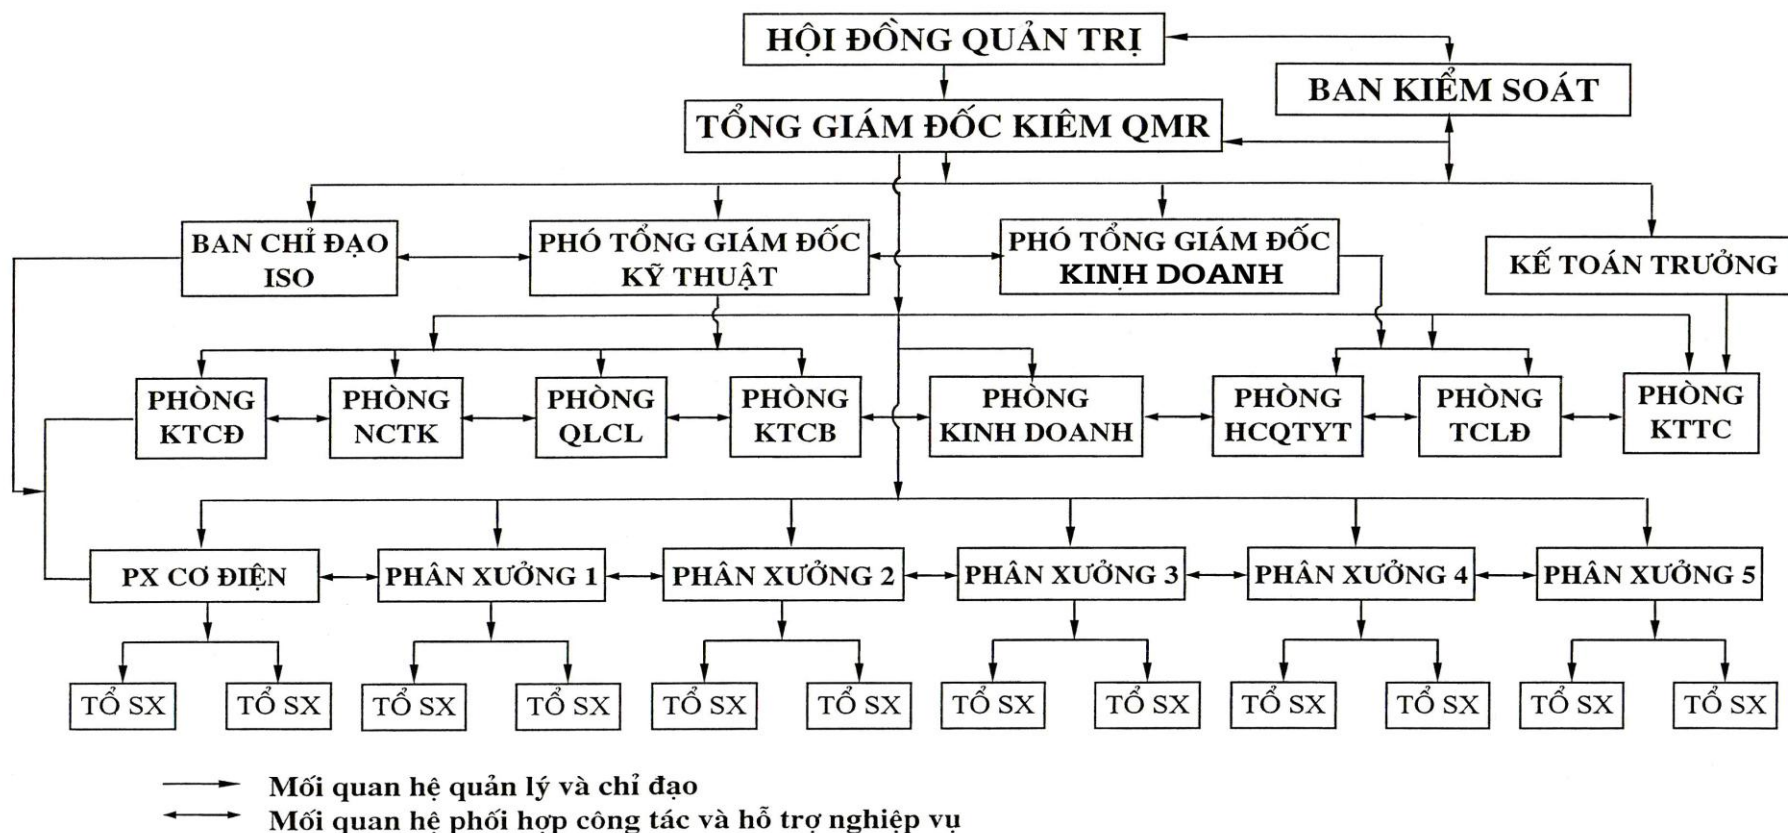 HỘI ĐỒNG QUẢN TRỊ
BAN KIỂM SOÁT
TỔNG GIÁM ĐỐC KIÊM QMR
BAN CHỈ ĐẠO
ISO
PHÓ TỔNG GIÁM ĐỐC
KỸ THUẬT
PHÓ TỔNG GIÁM ĐỐC
KINH DOANH
KẾ TOÁN TRƯỞNG
PHÒNG
KTCĐ
PHÒNG
NCTK
PHÒNG
QLCL
PHÒNG
KTCB
PHÒNG
KINH DOANH
PHÒNG
HCQTYT
PHÒNG
TCLĐ
PHÒNG
KTTC
PX CƠ ĐIỆN
PHÂN XƯỞNG 1
PHÂN XƯỞNG 2
PHÂN XƯỞNG 3
PHÂN XƯỞNG 4
PHÂN XƯỞNG 5
TỔ SX
TỔ SX
TỔ SX
TỔ SX
TỔ SX
TỔ SX
TỔ SX
TỔ SX
TỔ SX
TỔ SX
TỔ SX
TỔ SX
Mối quan hệ quản lý và chỉ đạo
Mối quan hệ phối hợp công tác và hỗ trợ nghiệp vụ